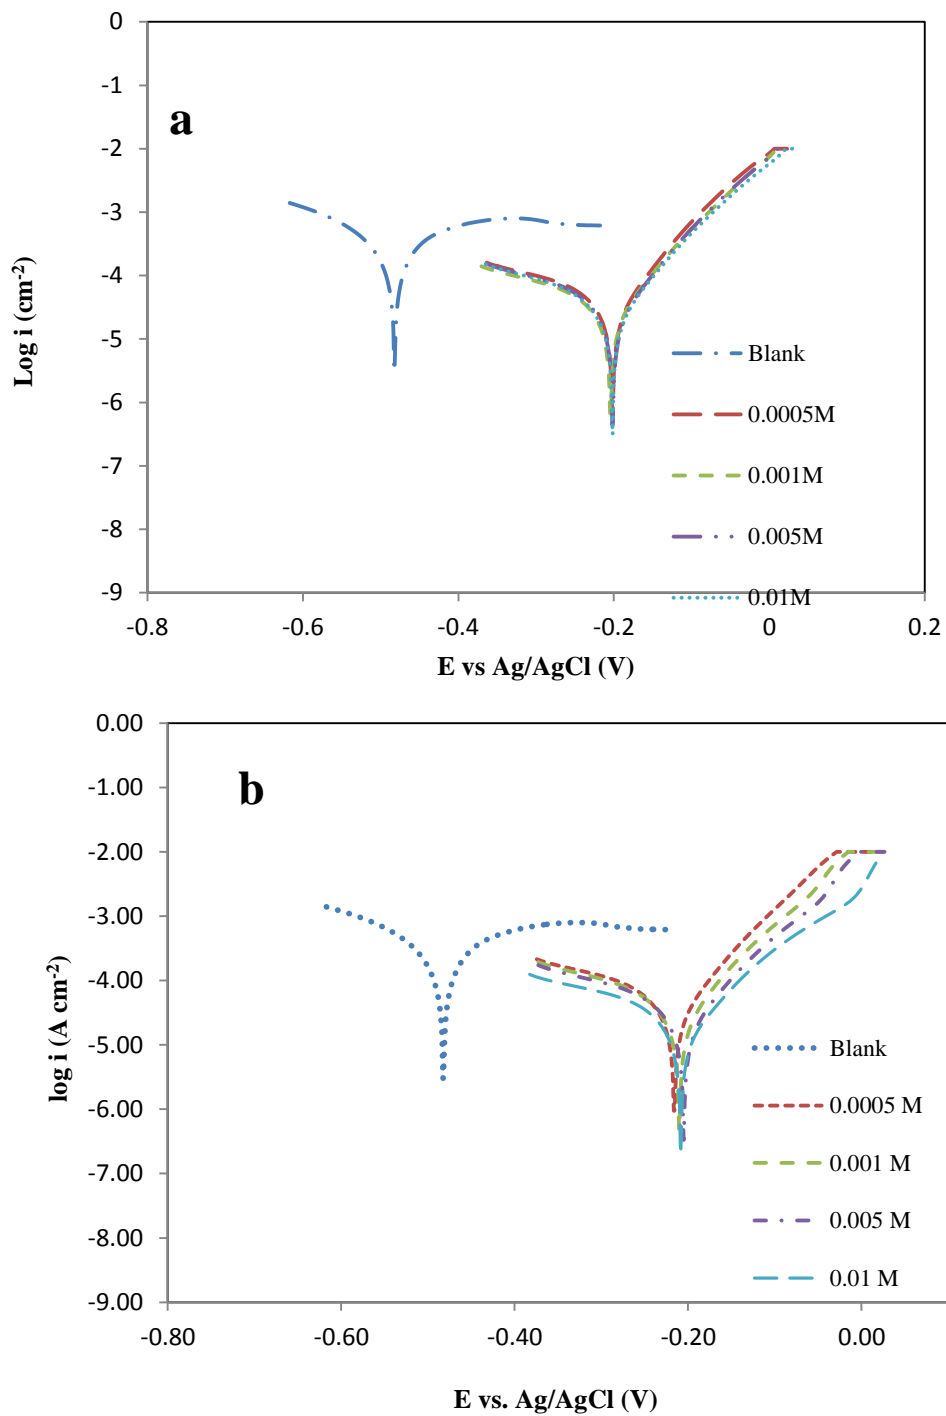 0
-1
a
-2
-3
-4
-5
-6
-7
-8
-9
Log i (cm-2)
Blank
0.0005M
0.001M
0.005M
0.01M
-0.8 -0.6 -0.4 -0.2 0 0.2
E vs Ag/AgCl (V)
0.00
-1.00
b
-2.00
-3.00
-4.00
-5.00
-6.00
-7.00
-8.00
-9.00
log i (A cm-2)
Blank
0.0005 M
0.001 M
0.005 M
0.01 M
-0.80 -0.60 -0.40 -0.20 0.00
E vs. Ag/AgCl (V)